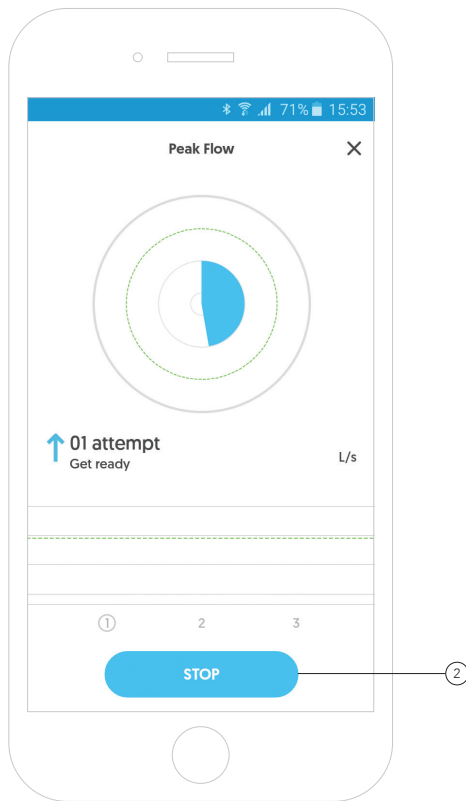 71% 15:53
Peak Flow
01 attempt
Get ready
L/s
1 2 3
STOP
2